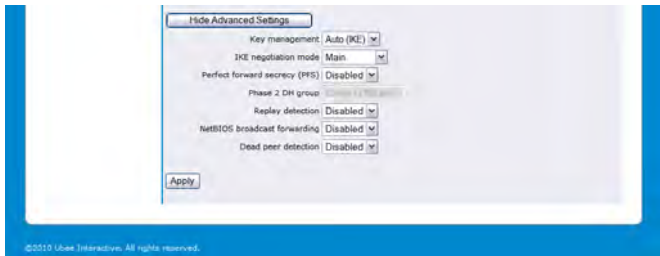 Hide Advanced Settings
Key management Auto (IKE)
IKE negotiation mode Main
Perfect forward secrecy (PFS) Disabled
Phase 2 DH group
Replay detection Disabled
NetBIOS broadcast forwarding Disabled
Dead peer detection Disabled
Apply
©2010 Ubee Interactive. All rights reserved.